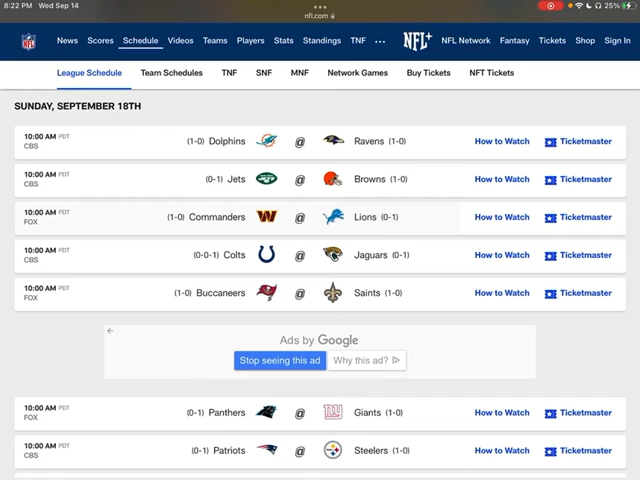 8:22 PM Wed Sep 14
nfl.com
25%
NFL News Scores Schedule Videos Teams Players Stats Standings TNF ... NFL+ NFL Network Fantasy Tickets Shop Sign In
League Schedule Team Schedules TNF SNF MNF Network Games Buy Tickets NFT Tickets
SUNDAY, SEPTEMBER 18TH
10:00 AM PDT
CBS
(1-0) Dolphins @ Ravens (1-0) How to Watch Ticketmaster
10:00 AM PDT
CBS
(0-1) Jets JETS @ Browns (1-0) How to Watch Ticketmaster
10:00 AM PDT
FOX
(1-0) Commanders W @ Lions (0-1) How to Watch Ticketmaster
10:00 AM PDT
CBS
(0-0-1) Colts @ Jaguars (0-1) How to Watch Ticketmaster
10:00 AM PDT
FOX
(1-0) Buccaneers @ Saints (1-0) How to Watch Ticketmaster
Ads by Google
Stop seeing this ad Why this ad?
10:00 AM PDT
FOX
(0-1) Panthers @ ny Giants (1-0) How to Watch Ticketmaster
10:00 AM PDT
CBS
(0-1) Patriots @ Steelers (1-0) How to Watch Ticketmaster